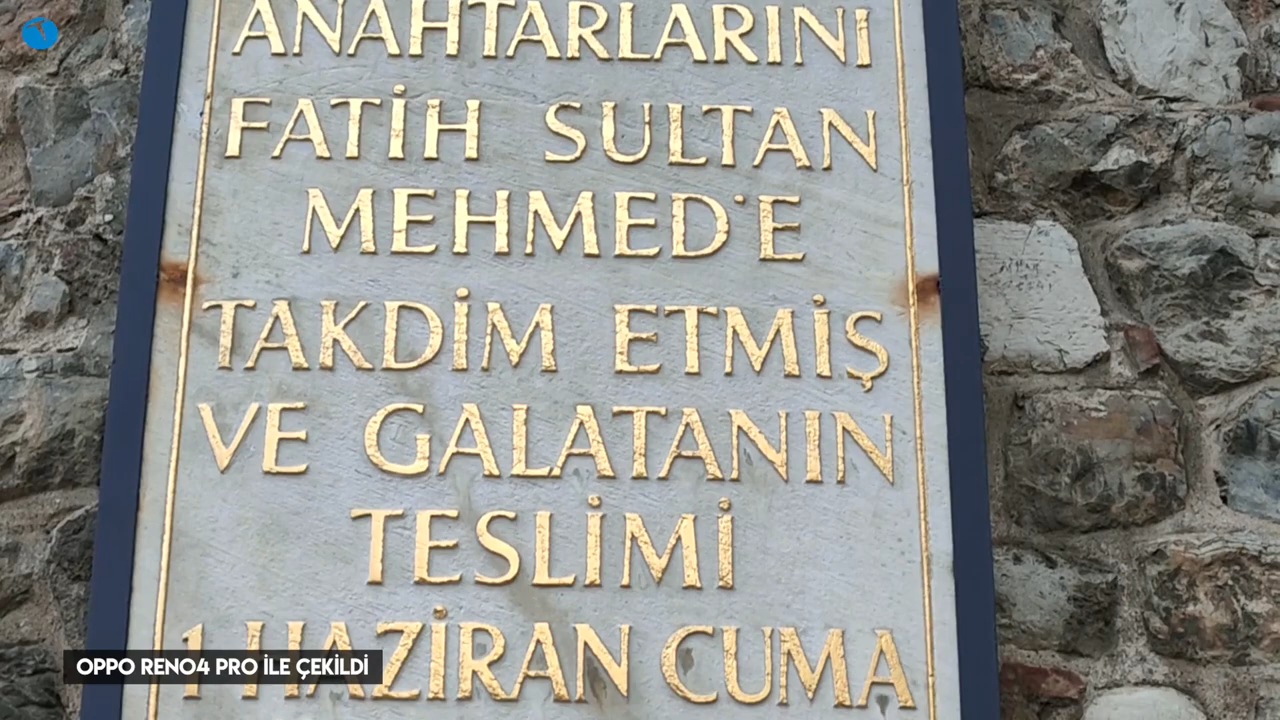 ANAHTARLARINI
FATİH SULTAN
MEHMED'E
TAKDİM ETMİŞ
VE GALATANIN
TESLİMİ
1 HAZİRAN CUMA
OPPO RENO4 PRO İLE ÇEKİLDİ